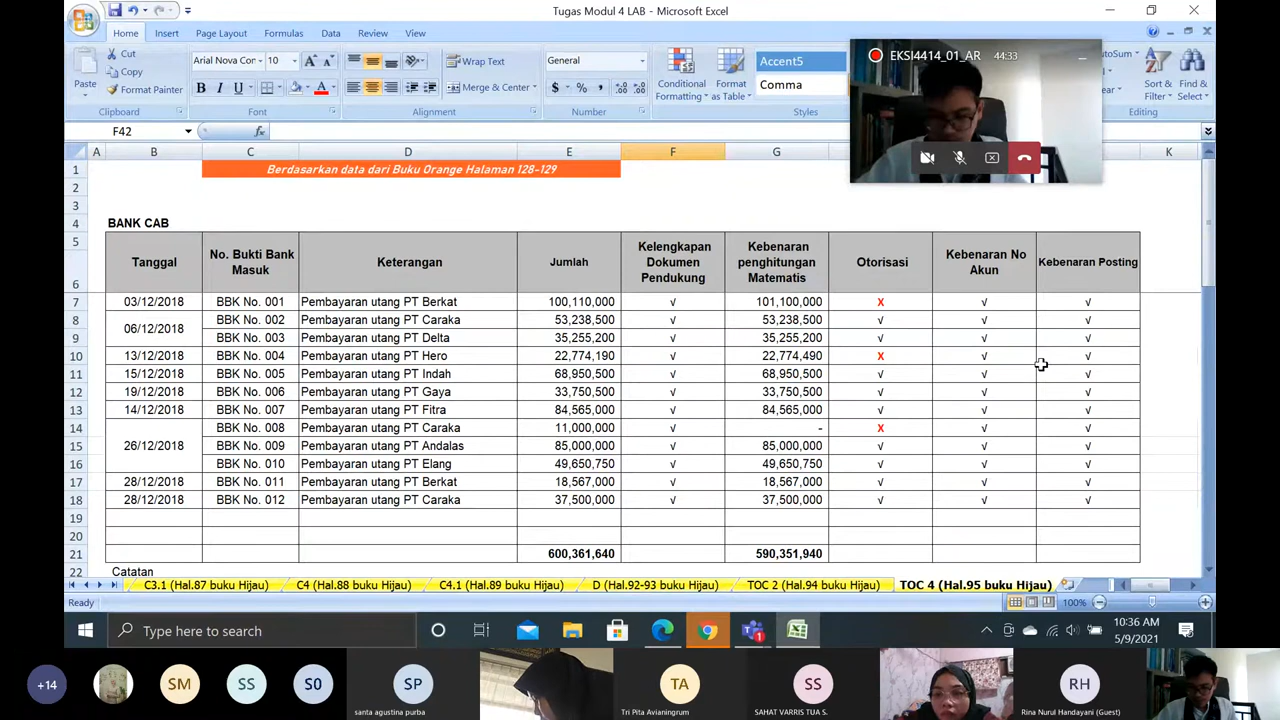 Tugas Modul 4 LAB - Microsoft Excel
Home Insert Page Layout Formulas Data Review View
Cut
Copy
Format Painter
Paste
Arial Nova Cor 10
Wrap Text
General
Merge & Center
Conditional Formatting
Format as Table
Accent5
Comma
AutoSum
Sort & Filter
Find & Select
Clipboard Font Alignment Number Styles
EKSI4414_01_AR 44:33
F42
A B C D E F G K
1 Berdasarkan data dari Buku Orange Halaman 128-129
2
3
4 BANK CAB
5
6 Tanggal No. Bukti Bank Masuk Keterangan Jumlah Kelengkapan Dokumen Pendukung Kebenaran penghitungan Matematis Otorisasi Kebenaran No Akun Kebenaran Posting
7 03/12/2018 BBK No. 001 Pembayaran utang PT Berkat 100,110,000 √ 101,100,000 X √ √
8 06/12/2018 BBK No. 002 Pembayaran utang PT Caraka 53,238,500 √ 53,238,500 √ √ √
9 BBK No. 003 Pembayaran utang PT Delta 35,255,200 √ 35,255,200 √ √ √
10 13/12/2018 BBK No. 004 Pembayaran utang PT Hero 22,774,190 √ 22,774,490 X √ √
11 15/12/2018 BBK No. 005 Pembayaran utang PT Indah 68,950,500 √ 68,950,500 √ √ √
12 19/12/2018 BBK No. 006 Pembayaran utang PT Gaya 33,750,500 √ 33,750,500 √ √ √
13 14/12/2018 BBK No. 007 Pembayaran utang PT Fitra 84,565,000 √ 84,565,000 √ √ √
14 BBK No. 008 Pembayaran utang PT Caraka 11,000,000 √ - X √ √
15 26/12/2018 BBK No. 009 Pembayaran utang PT Andalas 85,000,000 √ 85,000,000 √ √ √
16 BBK No. 010 Pembayaran utang PT Elang 49,650,750 √ 49,650,750 √ √ √
17 28/12/2018 BBK No. 011 Pembayaran utang PT Berkat 18,567,000 √ 18,567,000 √ √ √
18 28/12/2018 BBK No. 012 Pembayaran utang PT Caraka 37,500,000 √ 37,500,000 √ √ √
19
20
21 600,361,640 590,351,940
22 Catatan
C3.1 (Hal.87 buku Hijau) C4 (Hal.88 buku Hijau) C4.1 (Hal.89 buku Hijau) D (Hal.92-93 buku Hijau) TOC 2 (Hal.94 buku Hijau) TOC 4 (Hal.95 buku Hijau)
Ready 100%
Type here to search
10:36 AM
5/9/2021
+14 SM SS S0 SP TA SS RH
santa agustina purba Tri Pita Avianingrum SAHAT VARRIS TUA S. Rina Nurul Handayani (Guest)